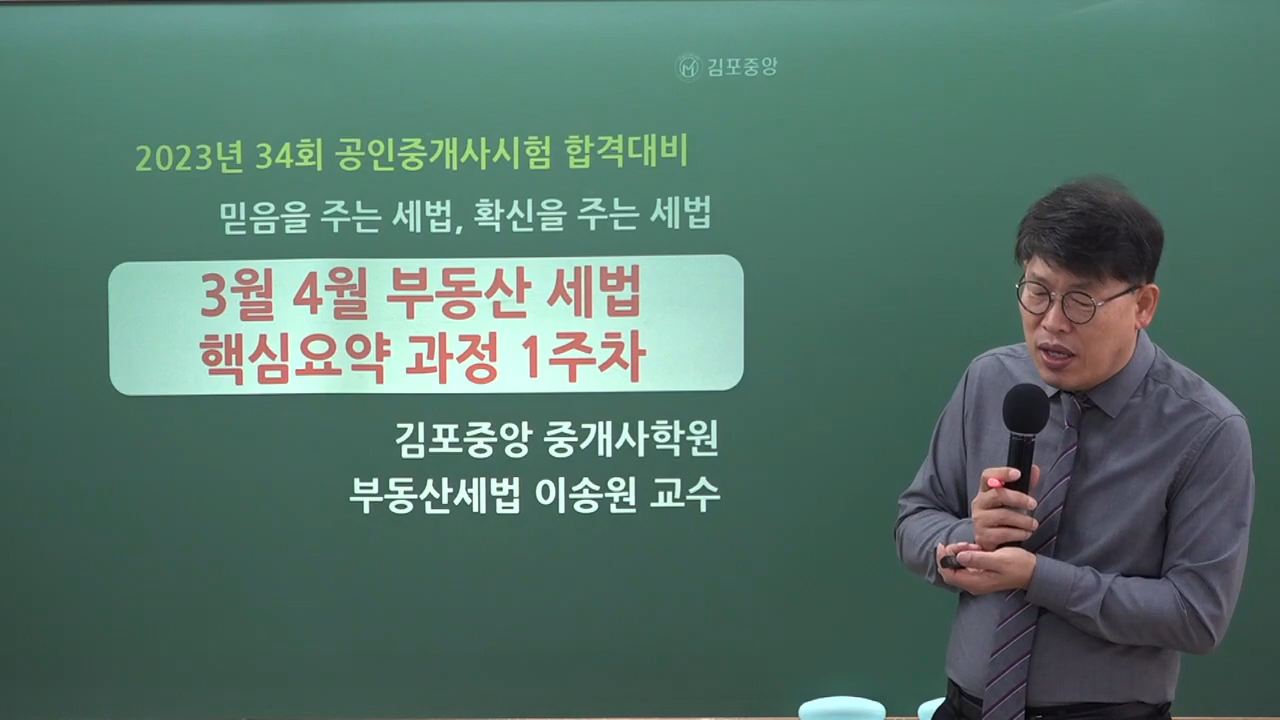 김포중앙
2023년 34회 공인중개사시험 합격대비
믿음을 주는 세법, 확신을 주는 세법
3월 4월 부동산 세법
핵심요약 과정 1주차
김포중앙 중개사학원
부동산세법 이송원 교수